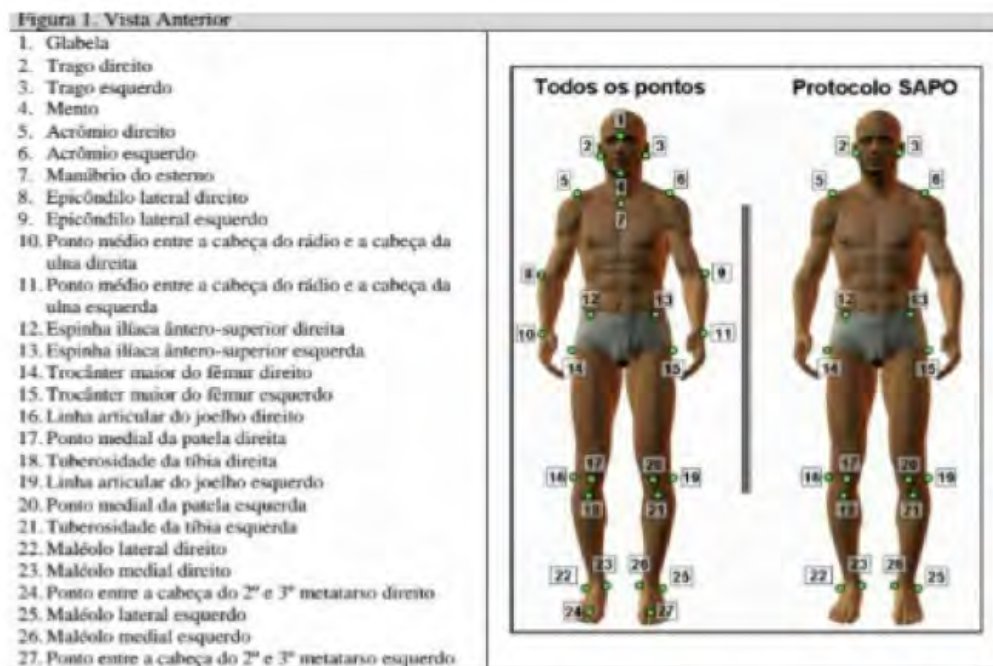 Figura 1. Vista Anterior
1. Glabela
2. Trago direito
3. Trago esquerdo
4. Mento
5. Acrômio direito
6. Acrômio esquerdo
7. Manúbrio do esterno
8. Epicôndilo lateral direito
9. Epicôndilo lateral esquerdo
10. Ponto médio entre a cabeça do rádio e a cabeça da
ulna direita
11. Ponto médio entre a cabeça do rádio e a cabeça da
ulna esquerda
12. Espinha ilíaca ântero-superior direita
13. Espinha ilíaca ântero-superior esquerda
14. Trocânter maior do fêmur direito
15. Trocânter maior do fêmur esquerdo
16. Linha articular do joelho direito
17. Ponto medial da patela direita
18. Tuberosidade da tíbia direita
19. Linha articular do joelho esquerdo
20. Ponto medial da patela esquerda
21. Tuberosidade da tíbia esquerda
22. Maléolo lateral direito
23. Maléolo medial direito
24. Ponto entre a cabeça do 2º e 3º metatarso direito
25. Maléolo lateral esquerdo
26. Maléolo medial esquerdo
27. Ponto entre a cabeça do 2º e 3º metatarso esquerdo
Todos os pontos
1
2 3
4
5 6
7
8 9
12 13
10 11
14 15
17 20
16 19
18 21
22 23 26 25
24 27
Protocolo SAPO
2 3
5 6
12 13
14 15
17 20
16 19
18 21
22 23 26 25